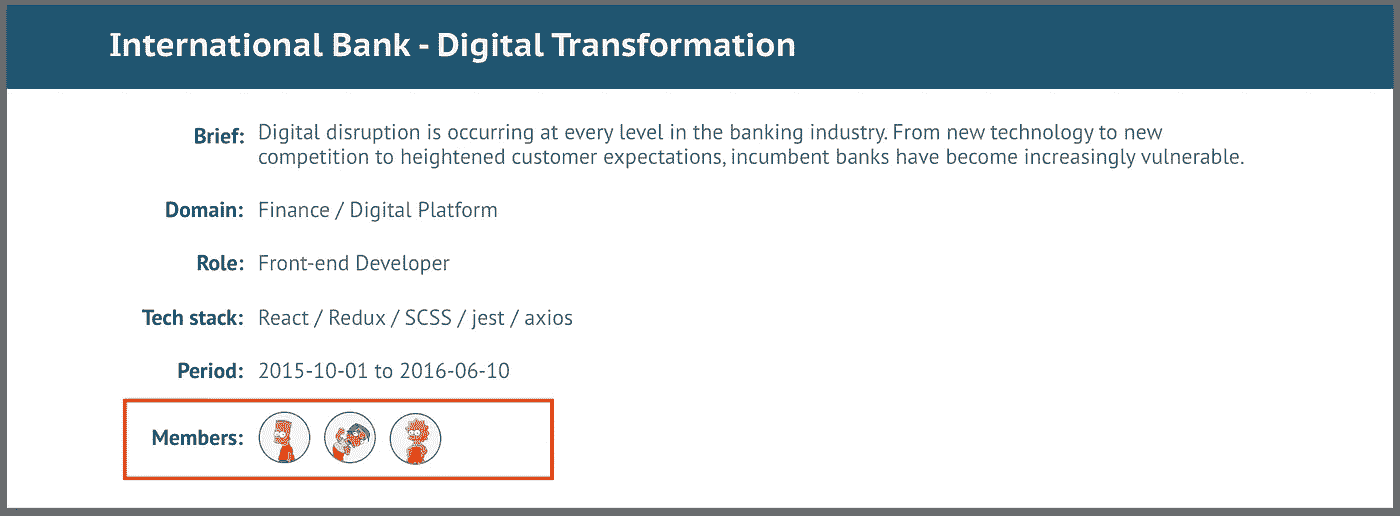 International Bank - Digital Transformation
Brief: Digital disruption is occurring at every level in the banking industry. From new technology to new
competition to heightened customer expectations, incumbent banks have become increasingly vulnerable.
Domain: Finance / Digital Platform
Role: Front-end Developer
Tech stack: React / Redux / SCSS / jest / axios
Period: 2015-10-01 to 2016-06-10
Members: